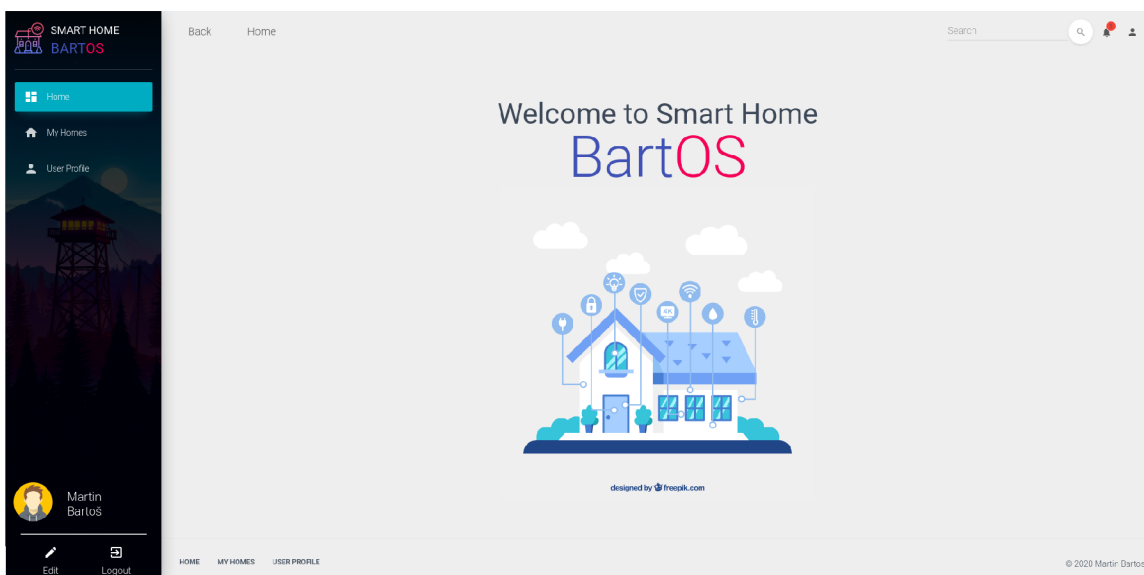 SMART HOME
BARTOS
Home
My Homes
User Profile
Martin
Bartoš
Edit
Logout
Back
Home
Search
Welcome to Smart Home
BartOS
4K
designed by freepik.com
HOME
MY HOMES
USER PROFILE
© 2020 Martin Bartos